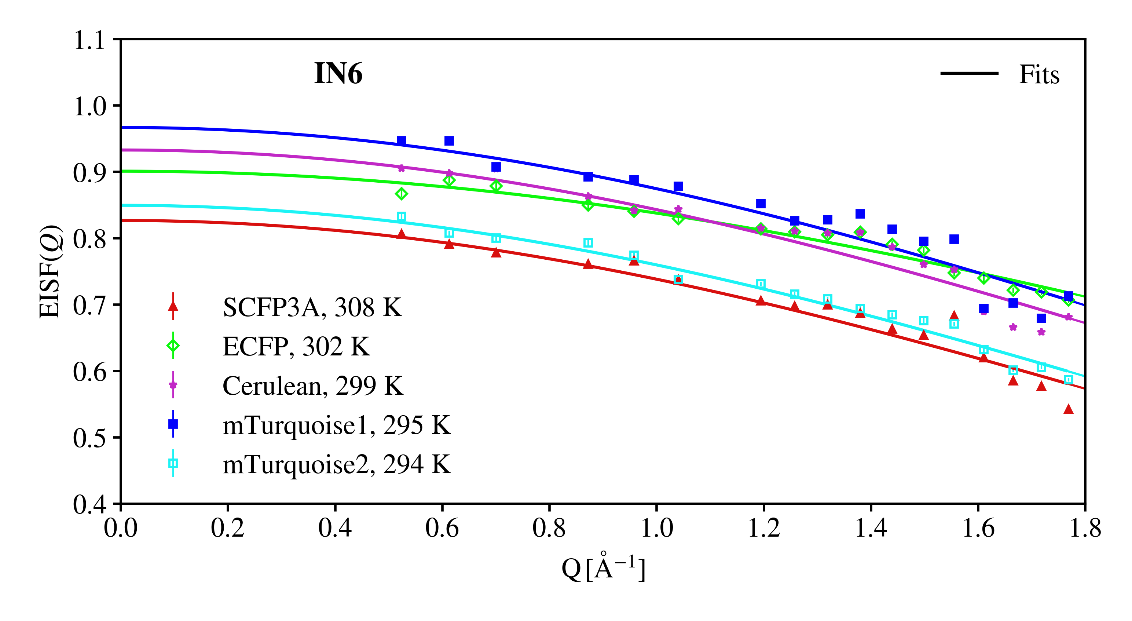 IN6
Fits
1.1
1.0
0.9
0.8
0.7
0.6
0.5
0.4
EISF(Q)
SCFP3A, 308 K
ECFP, 302 K
Cerulean, 299 K
mTurquoise1, 295 K
mTurquoise2, 294 K
0.0 0.2 0.4 0.6 0.8 1.0 1.2 1.4 1.6 1.8
Q [Å⁻¹]